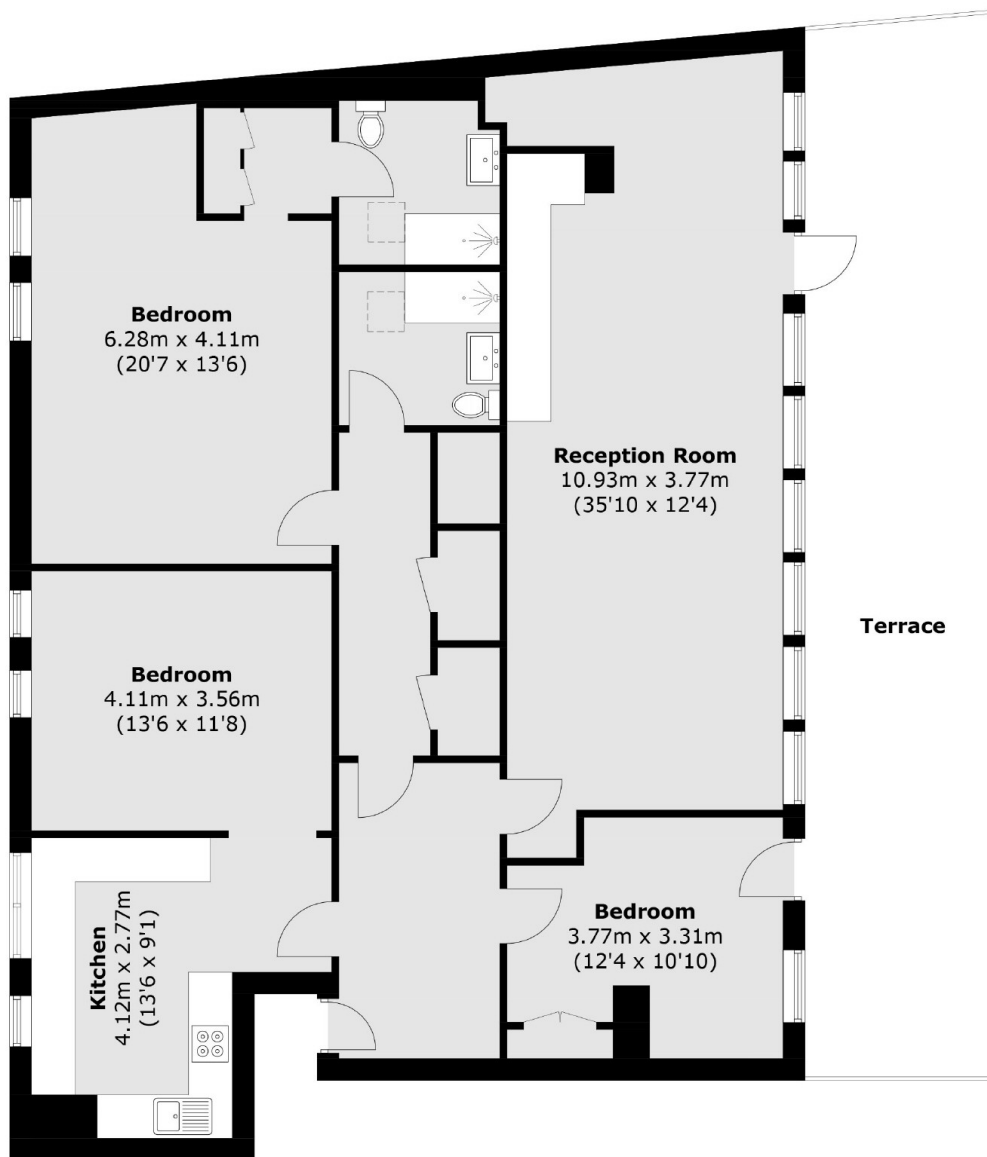 Bedroom
6.28m x 4.11m
(20'7 x 13'6)
Reception Room
10.93m x 3.77m
(35'10 x 12'4)
Terrace
Bedroom
4.11m x 3.56m
(13'6 x 11'8)
Kitchen
4.12m x 2.77m
(13'6 x 9'1)
Bedroom
3.77m x 3.31m
(12'4 x 10'10)